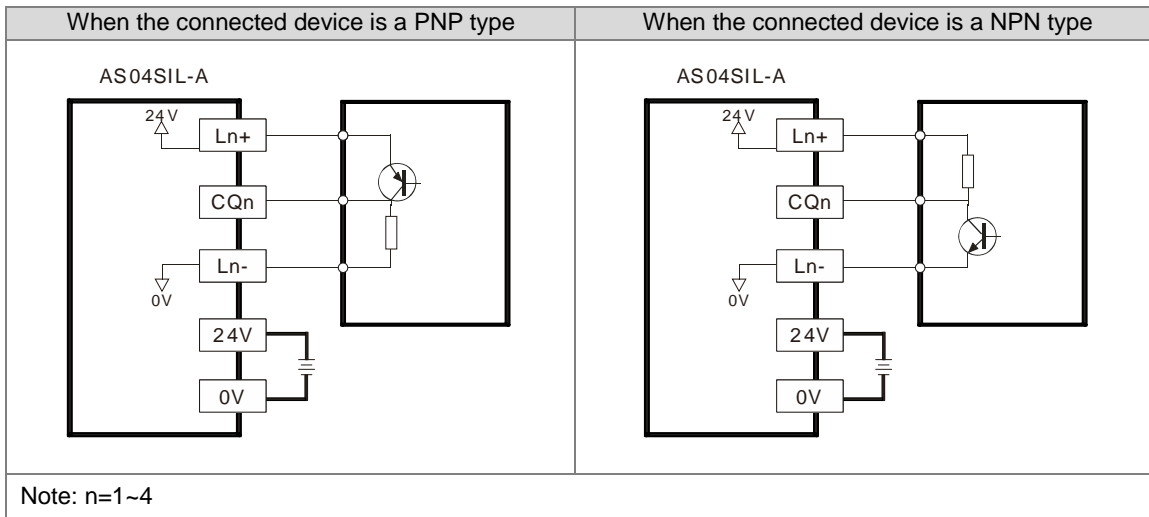 When the connected device is a PNP type
When the connected device is a NPN type
AS04SIL-A
24V
Ln+
CQn
Ln-
0V
24V
0V
AS04SIL-A
24V
Ln+
CQn
Ln-
0V
24V
0V
Note: n=1~4